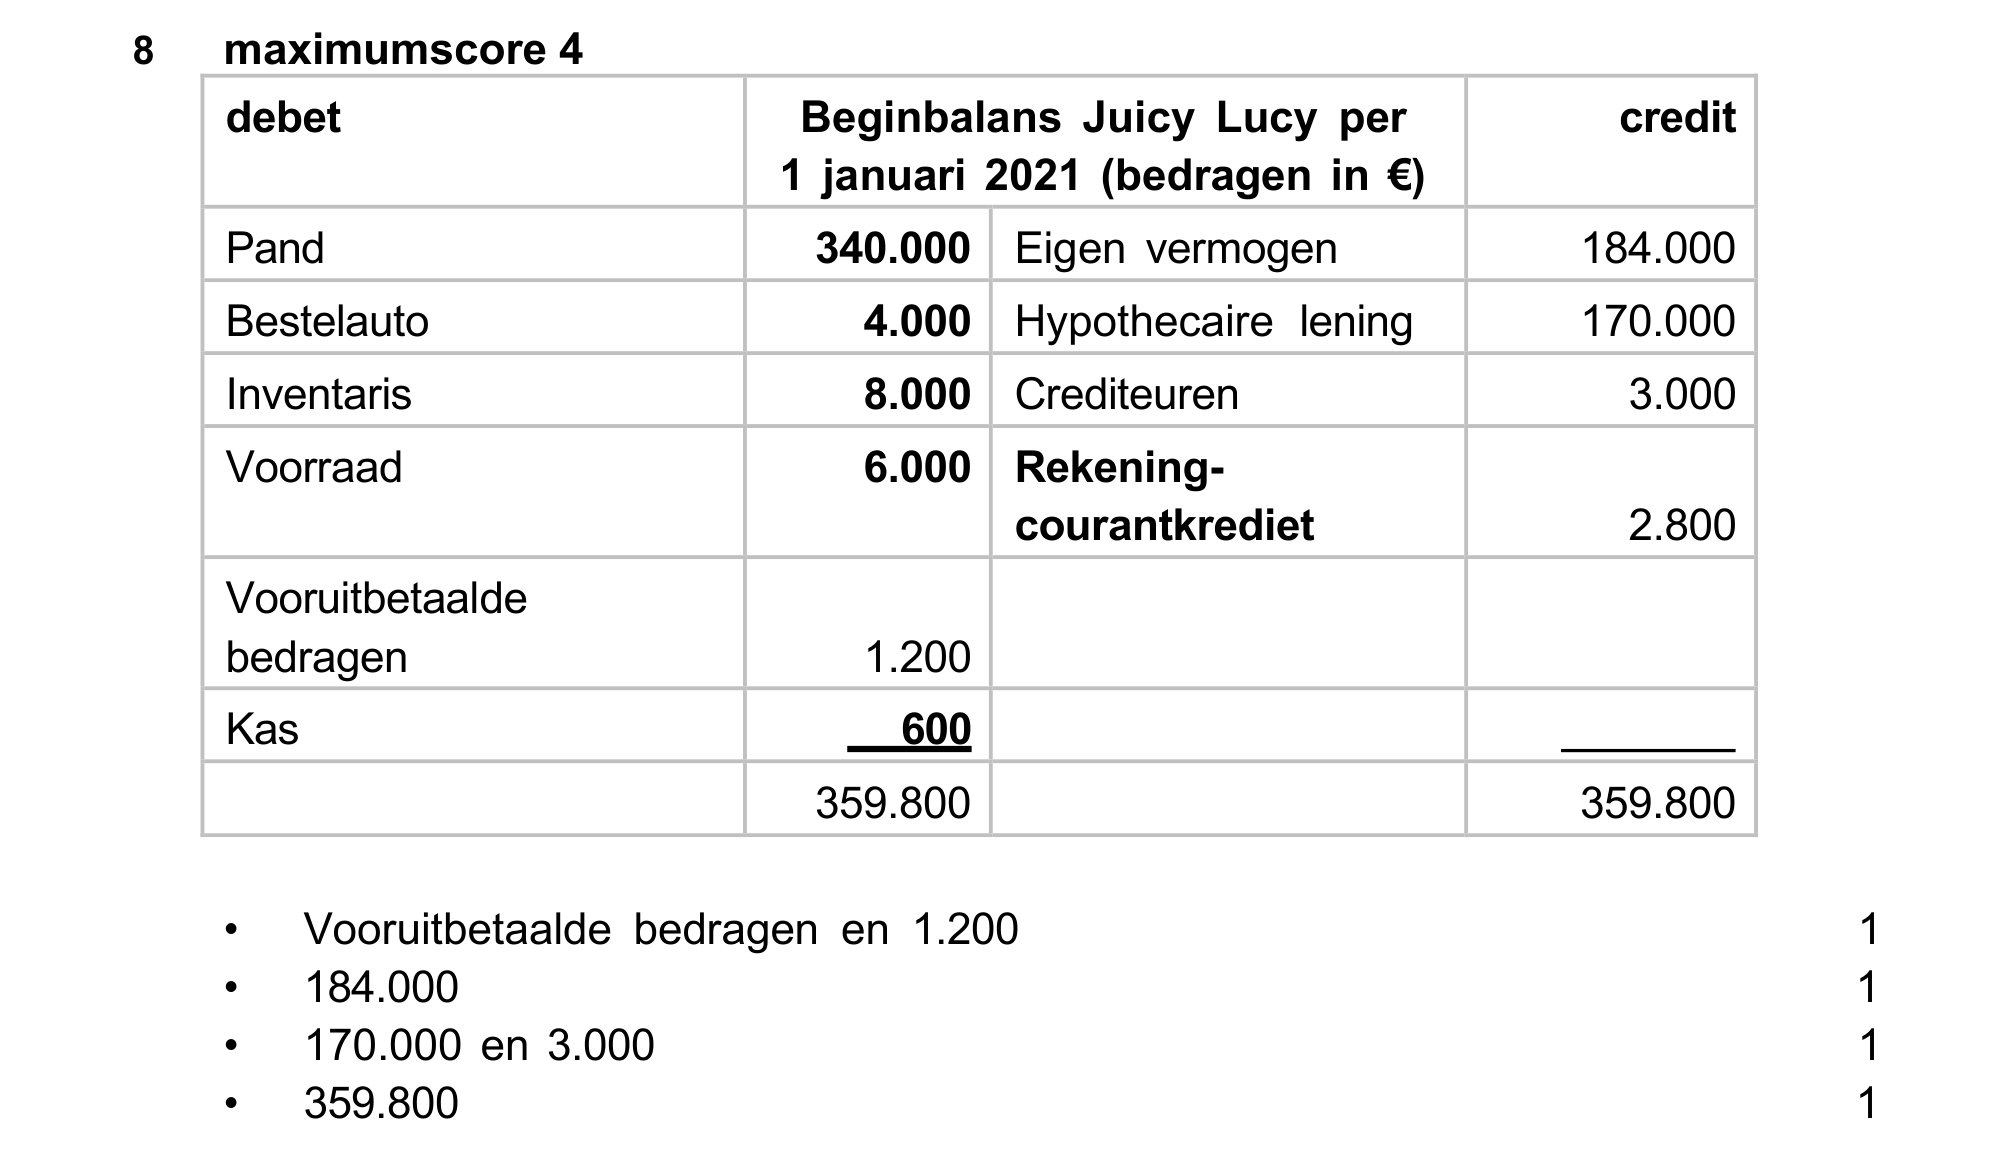 8 maximumscore 4
debet Beginbalans Juicy Lucy per credit
1 januari 2021 (bedragen in €)
Pand 340.000 Eigen vermogen 184.000
Bestelauto 4.000 Hypothecaire lening 170.000
Inventaris 8.000 Crediteuren 3.000
Voorraad 6.000 Rekening-
courantkrediet 2.800
Vooruitbetaalde
bedragen 1.200
Kas 600
359.800 359.800
• Vooruitbetaalde bedragen en 1.200 1
• 184.000 1
• 170.000 en 3.000 1
• 359.800 1